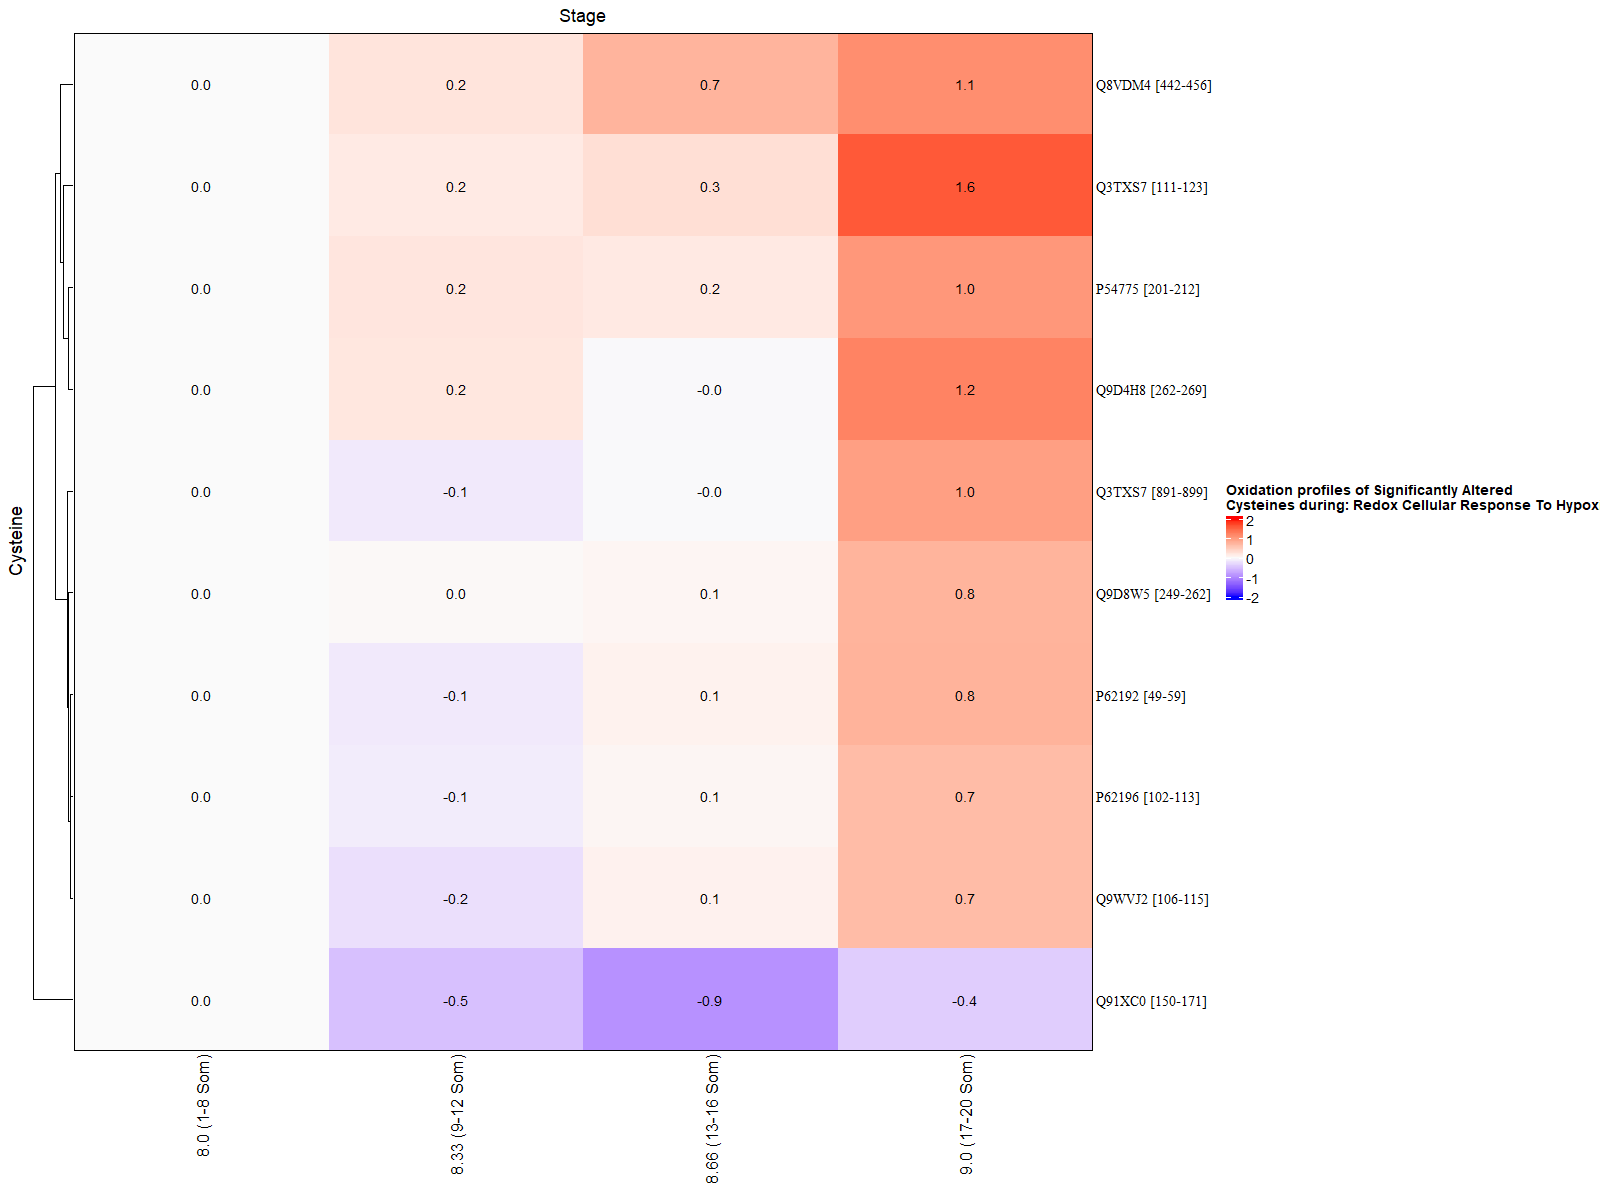 Stage
0.0 0.2 0.7 1.1 Q8VDM4 [442-456]
0.0 0.2 0.3 1.6 Q3TXS7 [111-123]
0.0 0.2 0.2 1.0 P54775 [201-212]
0.0 0.2 -0.0 1.2 Q9D4H8 [262-269]
0.0 -0.1 -0.0 1.0 Q3TXS7 [891-899]
0.0 0.0 0.1 0.8 Q9D8W5 [249-262]
0.0 -0.1 0.1 0.8 P62192 [49-59]
0.0 -0.1 0.1 0.7 P62196 [102-113]
0.0 -0.2 0.1 0.7 Q9WVJ2 [106-115]
0.0 -0.5 -0.9 -0.4 Q91XC0 [150-171]
Cysteine
8.0 (1-8 Som)
8.33 (9-12 Som)
8.66 (13-16 Som)
9.0 (17-20 Som)
Oxidation profiles of Significantly Altered
Cysteines during: Redox Cellular Response To Hypox
2
1
0
-1
-2